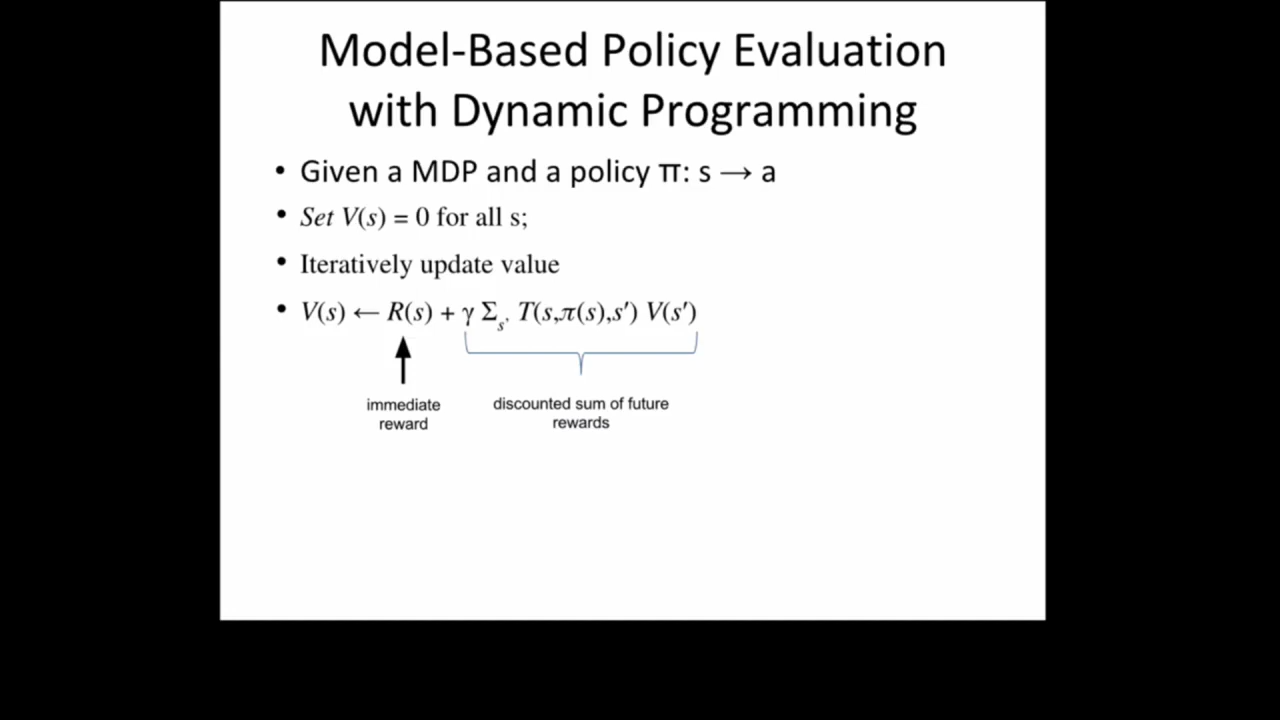 Model-Based Policy Evaluation
with Dynamic Programming
• Given a MDP and a policy π: s → a
• Set V(s) = 0 for all s;
• Iteratively update value
• V(s) ← R(s) + γ Σs' T(s,π(s),s′) V(s′)
immediate
reward
discounted sum of future
rewards